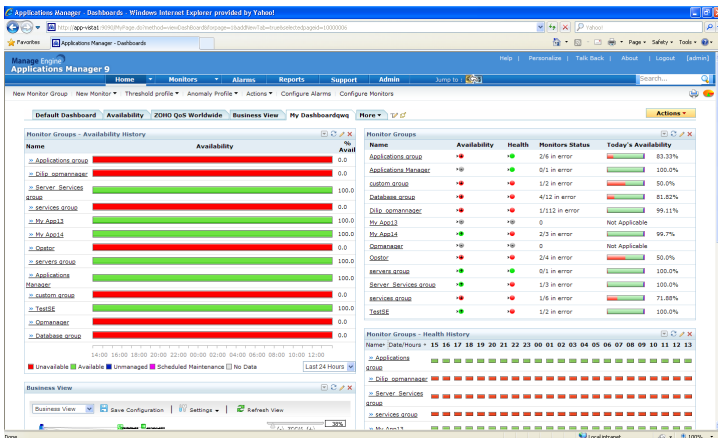 Applications Manager - Dashboards - Windows Internet Explorer provided by Yahoo!
Yahoo!
Favorites Applications Manager - Dashboards Page Safety Tools
Manage Engine
Applications Manager 9
Help | Personalize | Talk Back | About | Logout [admin]
Home Monitors Alarms Reports Support Admin Jump to : Search...
New Monitor Group New Monitor Threshold profile Anomaly Profile Actions Configure Alarms Configure Monitors
Default Dashboard Availability ZOHO QoS Worldwide Business View My Dashboardqwq More Actions
Monitor Groups - Availability History
Name Availability % Avail
» Applications group 0.0
» Dilip opmannager 0.0
» Server Services group 100.0
» services group 0.0
» My App13 100.0
» My App14 100.0
» Opstor 0.0
» servers group 100.0
» Applications Manager 100.0
» custom group 0.0
» TestSE 100.0
» Opmanager 0.0
» Database group 0.0
14:00 16:00 18:00 20:00 22:00 00:00 02:00 04:00 06:00 08:00 10:00 12:00
Unavailable Available Unmanaged Scheduled Maintenance No Data Last 24 Hours
Business View
Business View Save Configuration | Settings | Refresh View
38%
Monitor Groups
Name Availability Health Monitors Status Today's Availability
Applications group 2/6 in error 83.33%
Applications Manager 0/1 in error 100.0%
custom group 1/2 in error 50.0%
Database group 4/12 in error 81.82%
Dilip opmannager 1/112 in error 99.11%
My App13 0 Not Applicable
My App14 2/3 in error 99.7%
Opmanager 0 Not Applicable
Opstor 2/4 in error 50.0%
servers group 0/1 in error 100.0%
Server Services group 1/3 in error 100.0%
services group 1/6 in error 71.88%
TestSE 1/2 in error 100.0%
Monitor Groups - Health History
Name Date/Hours 15 16 17 18 19 20 21 22 23 00 01 02 03 04 05 06 07 08 09 10 11 12 13
» Applications group
» Dilip opmannager
» Server Services group
» services group
» My App13
Done Local intranet 100%